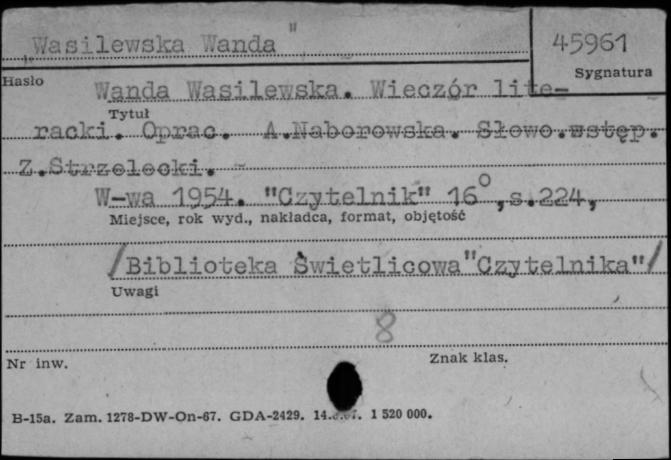 "Wasilewska Wanda"
45961
Hasło
Sygnatura
Wanda Wasilewska. Wieczór lite-
Tytuł
racki. Oprac. A.Naborowska. Słowo.wstęp.
Z.Strzelecki. -
W-wa 1954. "Czytelnik" 16°,s.224,
Miejsce, rok wyd., nakładca, format, objętość
/Biblioteka Świetlicowa"Czytelnika"/
Uwagi
8
Nr inw.
Znak klas.
B-15a. Zam. 1278-DW-On-67. GDA-2429. 1 520 000.